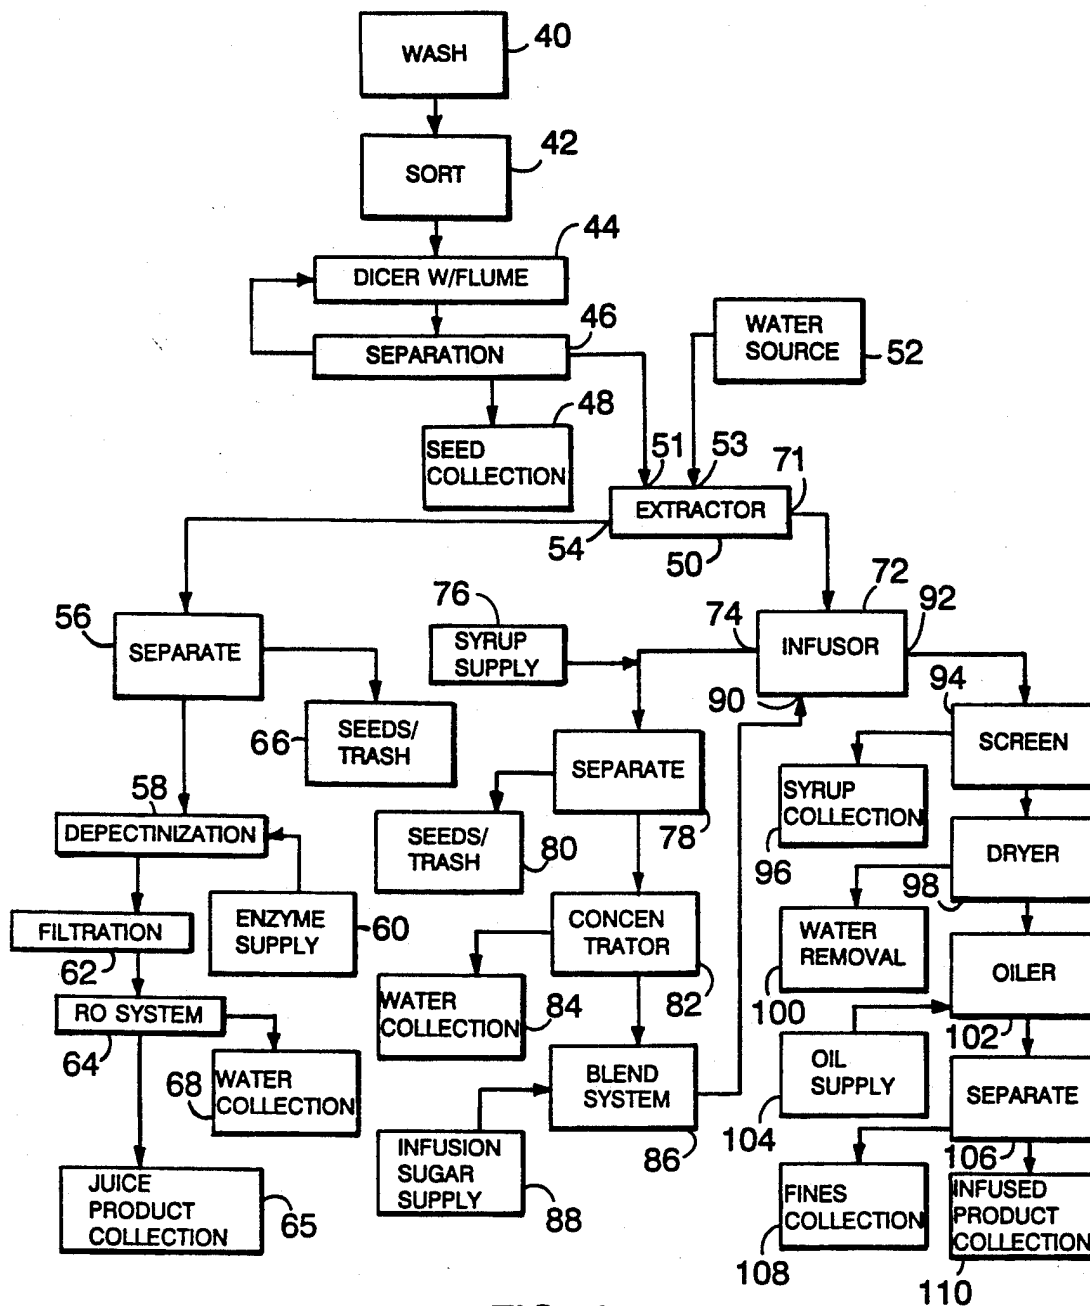 WASH
40
SORT
42
44
DICER W/FLUME
46
SEPARATION
WATER
SOURCE
52
48
SEED
COLLECTION
51
53
71
EXTRACTOR
54
50
72
76
74
92
56
SYRUP
SUPPLY
INFUSOR
SEPARATE
90
94
66
SEEDS/
TRASH
SCREEN
SEPARATE
58
78
SYRUP
COLLECTION
96
DEPECTINIZATION
SEEDS/
TRASH
80
DRYER
98
FILTRATION
62
ENZYME
SUPPLY
60
CONCEN
TRATOR
82
WATER
REMOVAL
100
OILER
102
RO SYSTEM
64
WATER
COLLECTION
84
68
WATER
COLLECTION
BLEND
SYSTEM
86
OIL
SUPPLY
104
SEPARATE
106
JUICE
PRODUCT
COLLECTION
65
INFUSION
SUGAR
SUPPLY
88
FINES
COLLECTION
108
INFUSED
PRODUCT
COLLECTION
110